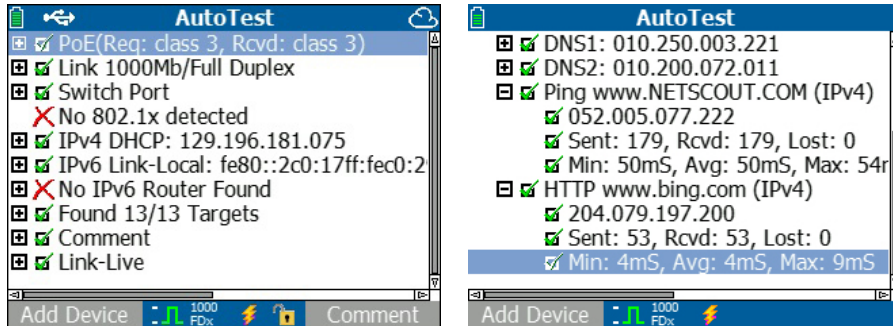 AutoTest
PoE(Req: class 3, Rcvd: class 3)
Link 1000Mb/Full Duplex
Switch Port
No 802.1x detected
IPv4 DHCP: 129.196.181.075
IPv6 Link-Local: fe80::2c0:17ff:fec0:2
No IPv6 Router Found
Found 13/13 Targets
Comment
Link-Live
Add Device 1000 FDx Comment
AutoTest
DNS1: 010.250.003.221
DNS2: 010.200.072.011
Ping www.NETSCOUT.COM (IPv4)
052.005.077.222
Sent: 179, Rcvd: 179, Lost: 0
Min: 50mS, Avg: 50mS, Max: 54
HTTP www.bing.com (IPv4)
204.079.197.200
Sent: 53, Rcvd: 53, Lost: 0
Min: 4mS, Avg: 4mS, Max: 9mS
Add Device 1000 FDx